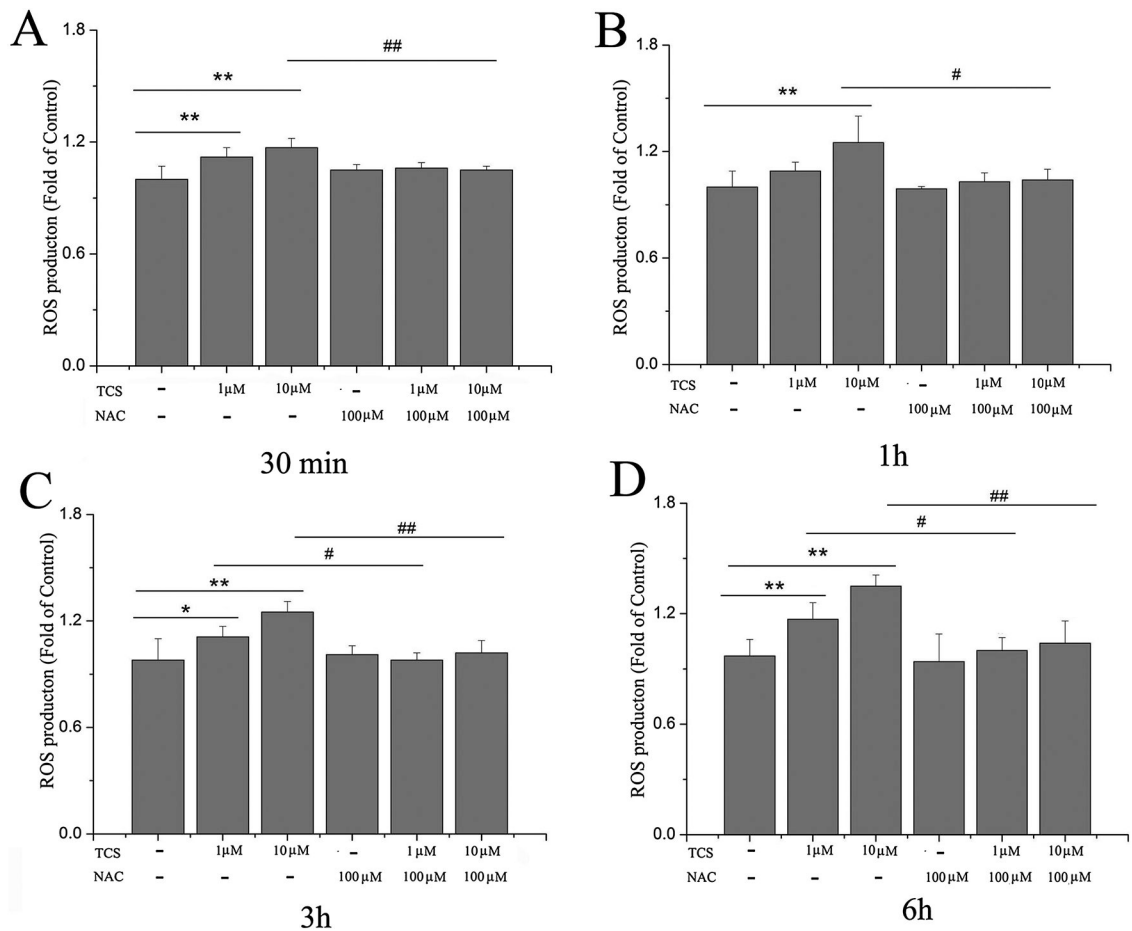 A
ROS producton (Fold of Control)
1.8
1.2
0.6
0.0
**
**
##
TCS - 1µM 10µM - 1µM 10µM
NAC - - - 100µM 100µM 100µM
30 min
B
ROS producton (Fold of Control)
1.8
1.2
0.6
0.0
**
#
TCS - 1µM 10µM - 1µM 10µM
NAC - - - 100µM 100µM 100µM
1h
C
ROS producton (Fold of Control)
1.8
1.2
0.6
0.0
##
#
**
*
TCS - 1µM 10µM - 1µM 10µM
NAC - - - 100µM 100µM 100µM
3h
D
ROS producton (Fold of Control)
1.8
1.2
0.6
0.0
##
#
**
**
TCS - 1µM 10µM - 1µM 10µM
NAC - - - 100µM 100µM 100µM
6h